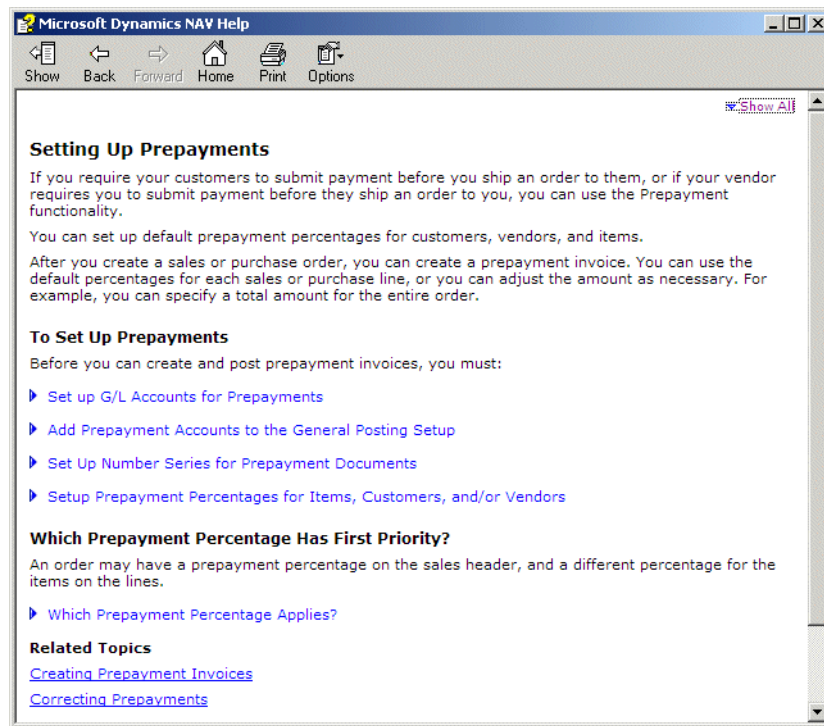 Microsoft Dynamics NAV Help
Show Back Forward Home Print Options
Show All
Setting Up Prepayments
If you require your customers to submit payment before you ship an order to them, or if your vendor
requires you to submit payment before they ship an order to you, you can use the Prepayment
functionality.
You can set up default prepayment percentages for customers, vendors, and items.
After you create a sales or purchase order, you can create a prepayment invoice. You can use the
default percentages for each sales or purchase line, or you can adjust the amount as necessary. For
example, you can specify a total amount for the entire order.
To Set Up Prepayments
Before you can create and post prepayment invoices, you must:
Set up G/L Accounts for Prepayments
Add Prepayment Accounts to the General Posting Setup
Set Up Number Series for Prepayment Documents
Setup Prepayment Percentages for Items, Customers, and/or Vendors
Which Prepayment Percentage Has First Priority?
An order may have a prepayment percentage on the sales header, and a different percentage for the
items on the lines.
Which Prepayment Percentage Applies?
Related Topics
Creating Prepayment Invoices
Correcting Prepayments